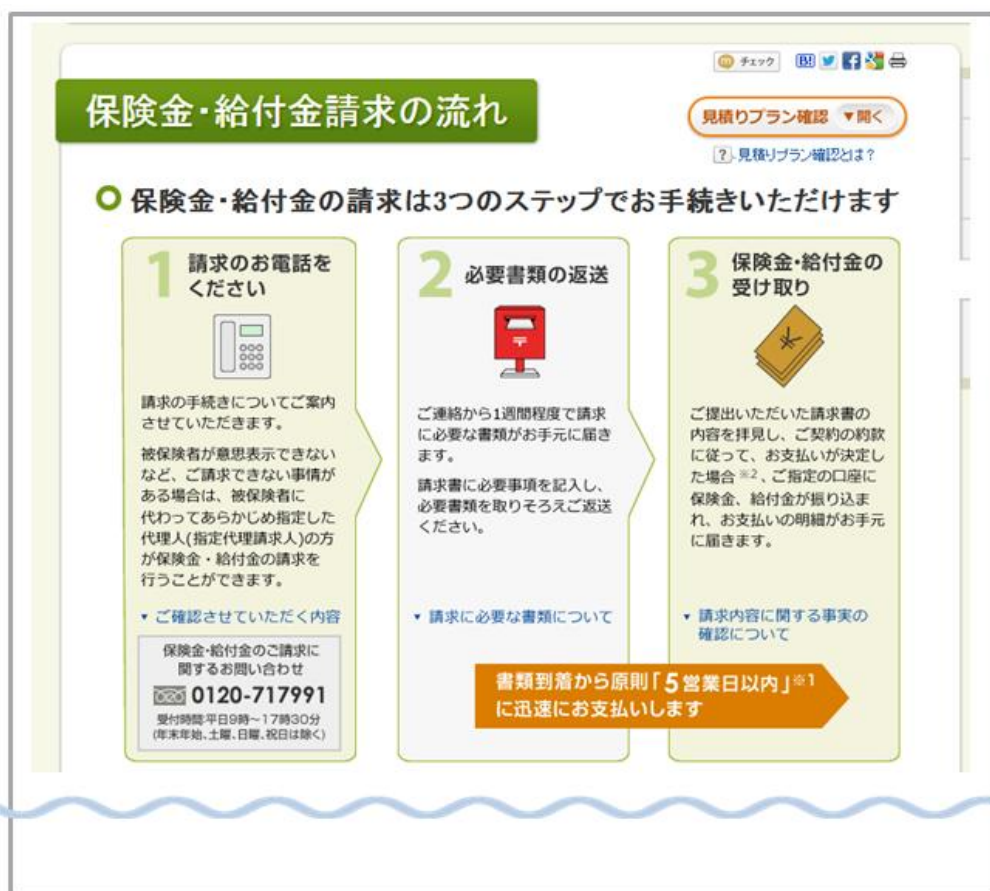 チェック
保険金・給付金請求の流れ
見積りプラン確認 ▼開く
? 見積りプラン確認とは?
保険金・給付金の請求は3つのステップでお手続きいただけます
1 請求のお電話を
ください
請求の手続きについてご案内
させていただきます。
被保険者が意思表示できない
など、ご請求できない事情が
ある場合は、被保険者に
代わってあらかじめ指定した
代理人(指定代理請求人)の方
が保険金・給付金の請求を
行うことができます。
▼ ご確認させていただく内容
保険金・給付金のご請求に
関するお問い合わせ
0120-717991
受付時間:平日9時～17時30分
(年末年始、土曜、日曜、祝日は除く)
2 必要書類の返送
〒
ご連絡から1週間程度で請求
に必要な書類がお手元に届き
ます。
請求書に必要事項を記入し、
必要書類を取りそろえご返送
ください。
▼ 請求に必要な書類について
3 保険金・給付金の
受け取り
¥
ご提出いただいた請求書の
内容を拝見し、ご契約の約款
に従って、お支払いが決定し
た場合※2、ご指定の口座に
保険金、給付金が振り込ま
れ、お支払いの明細がお手元
に届きます。
▼ 請求内容に関する事実の
確認について
書類到着から原則「5営業日以内」※1
に迅速にお支払いします